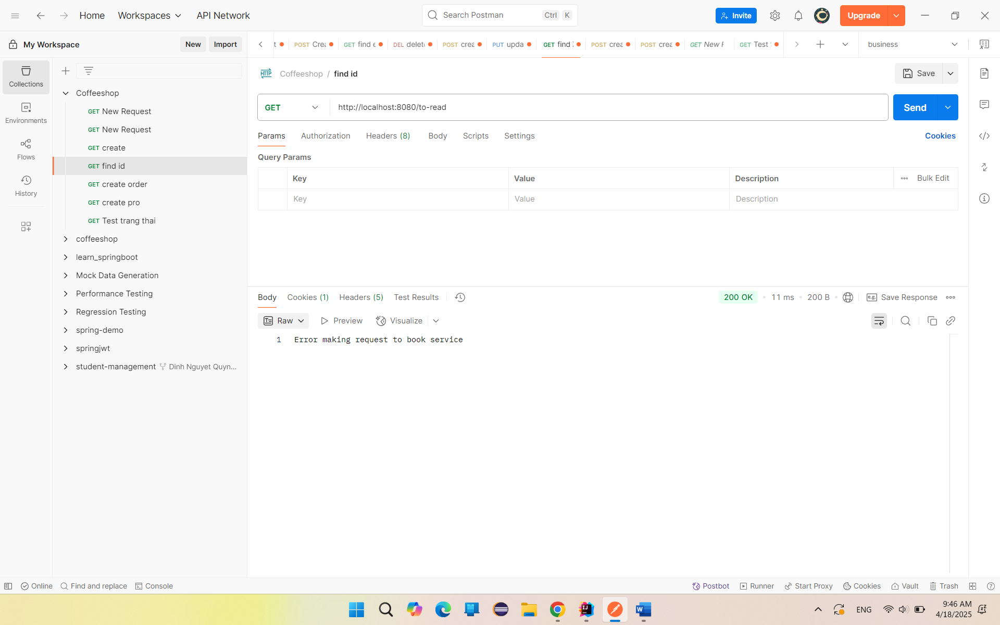 Home Workspaces API Network Search Postman Ctrl K Invite Upgrade
My Workspace New Import
t POST Crea GET find e DEL delet POST crea PUT upda GET find POST crea POST crea GET New GET Test business
Collections
Environments
Flows
History
Coffeeshop
GET New Request
GET New Request
GET create
GET find id
GET create order
GET create pro
GET Test trang thai
coffeeshop
learn_springboot
Mock Data Generation
Performance Testing
Regression Testing
spring-demo
springjwt
student-management Dinh Nguyet Quyn...
HTTP Coffeeshop / find id Save
GET http://localhost:8080/to-read Send
Params Authorization Headers (8) Body Scripts Settings Cookies
Query Params
Key Value Description Bulk Edit
Key Value Description
Body Cookies (1) Headers (5) Test Results 200 OK 11 ms 200 B e.g. Save Response
Raw Preview Visualize
1 Error making request to book service
Online Find and replace Console Postbot Runner Start Proxy Cookies Vault Trash
ENG 9:46 AM
4/18/2025